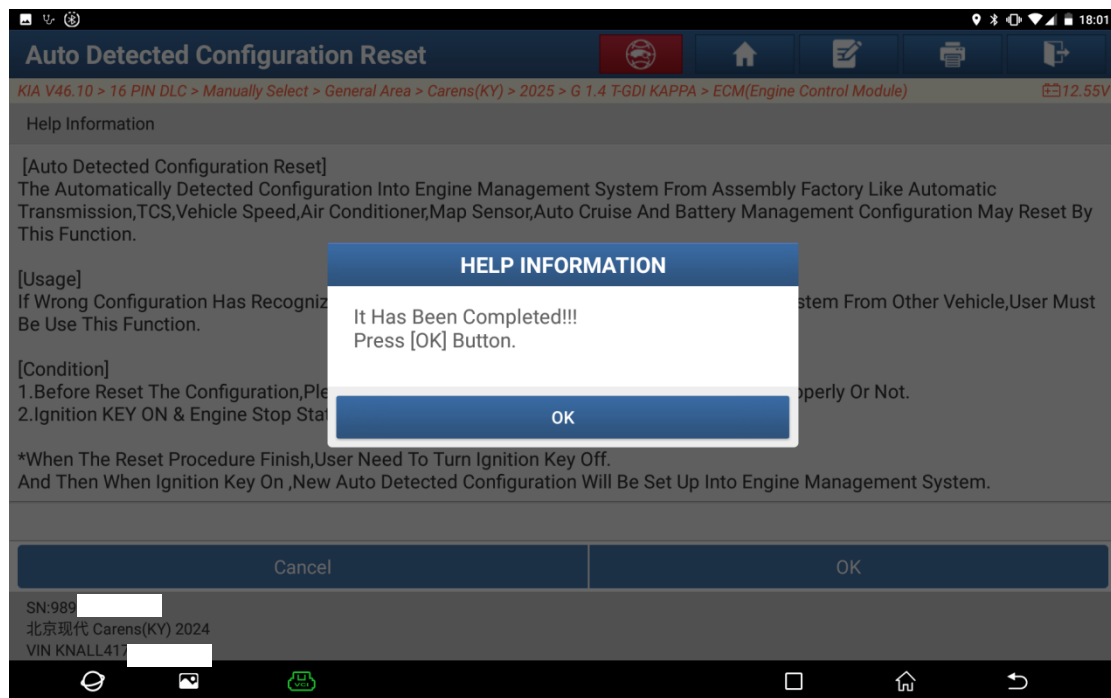 18:01
Auto Detected Configuration Reset
KIA V46.10 > 16 PIN DLC > Manually Select > General Area > Carens(KY) > 2025 > G 1.4 T-GDI KAPPA > ECM(Engine Control Module)
12.55V
Help Information
[Auto Detected Configuration Reset]
The Automatically Detected Configuration Into Engine Management System From Assembly Factory Like Automatic
Transmission,TCS,Vehicle Speed,Air Conditioner,Map Sensor,Auto Cruise And Battery Management Configuration May Reset By
This Function.
HELP INFORMATION
It Has Been Completed!!!
Press [OK] Button.
OK
[Usage]
If Wrong Configuration Has From Other Vehicle,User Must
Be Use This Function.
[Condition]
1.Before Reset The Configuration, Or Not.
2.Ignition KEY ON & Engine Stop
*When The Reset Procedure Finish,User Need To Turn Ignition Key Off.
And Then When Ignition Key On ,New Auto Detected Configuration Will Be Set Up Into Engine Management System.
Cancel
OK
SN:989
北京现代 Carens(KY) 2024
VIN KNALL417
VCI